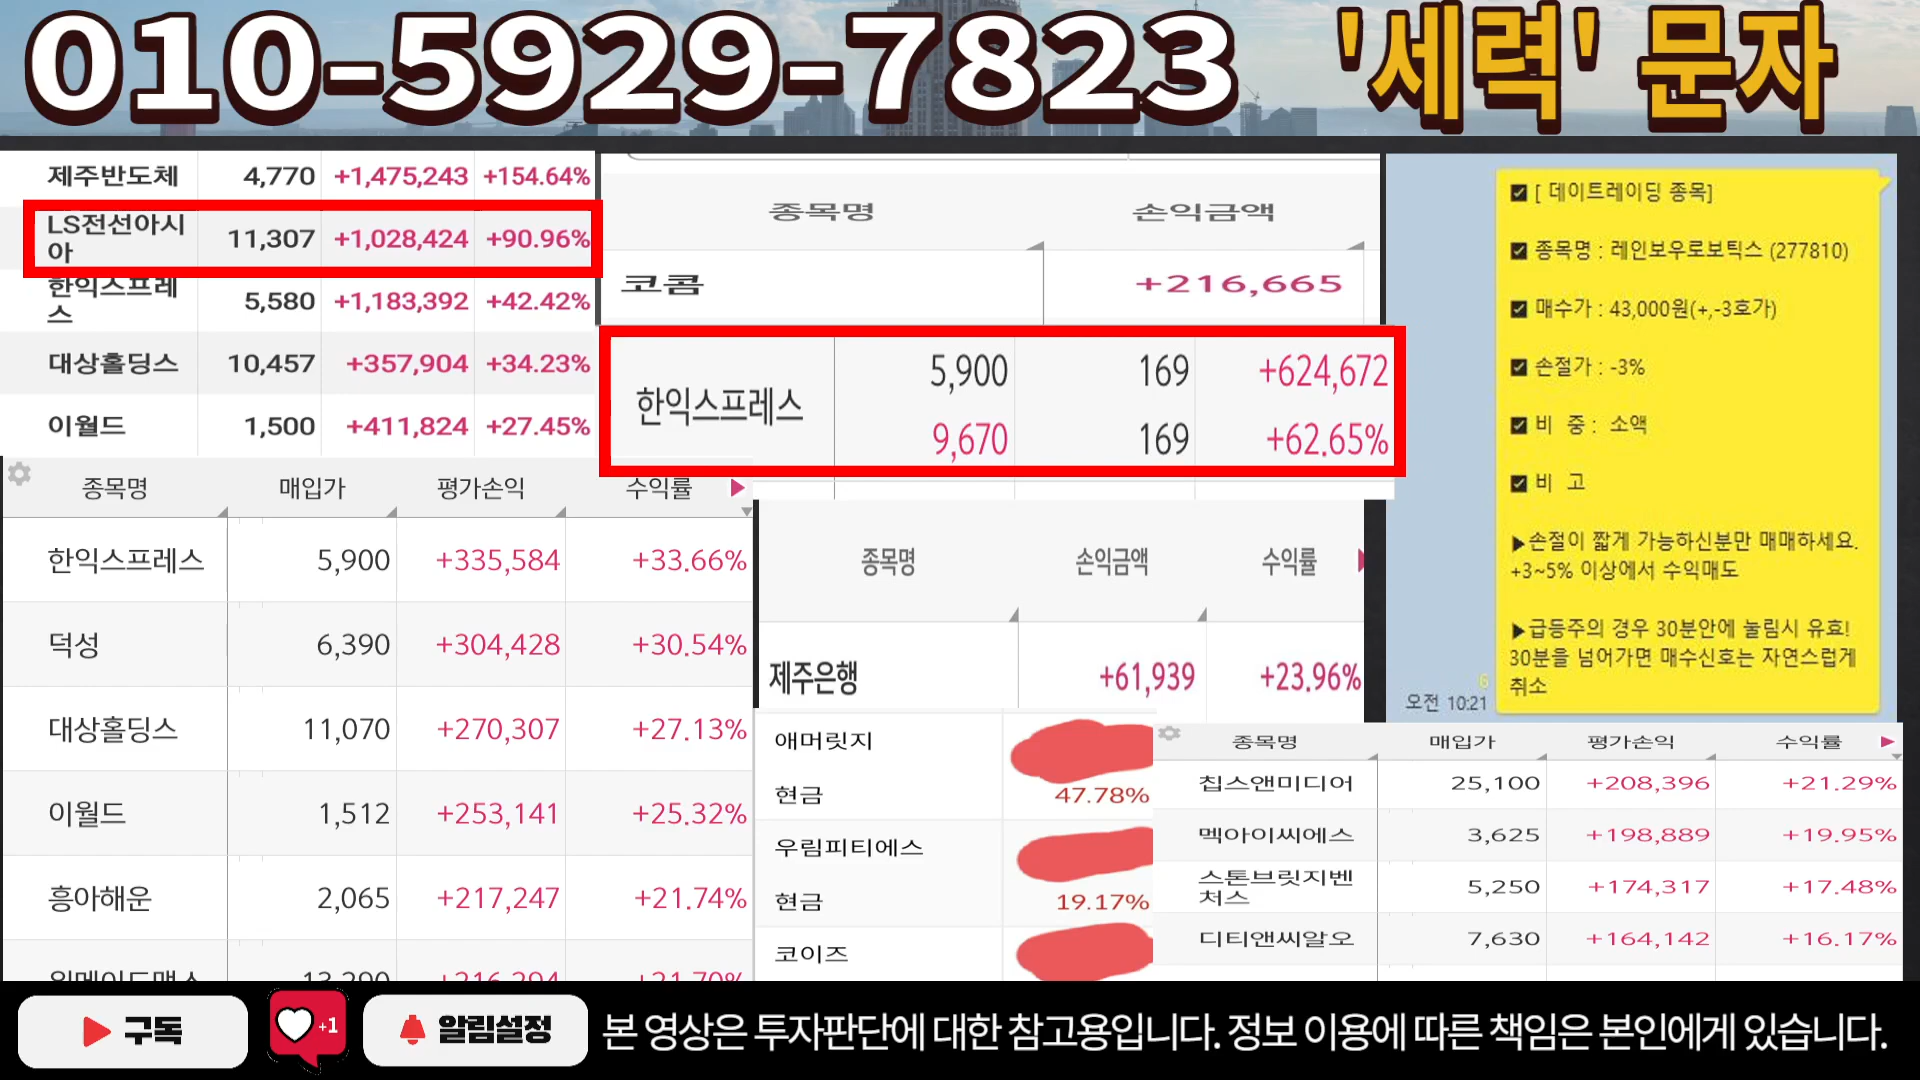 010-5929-7823 '세력' 문자
제주반도체 4,770 +1,475,243 +154.64%
LS전선아시아 11,307 +1,028,424 +90.96%
한익스프레스 5,580 +1,183,392 +42.42%
대상홀딩스 10,457 +357,904 +34.23%
이월드 1,500 +411,824 +27.45%
종목명 손익금액
코콤 +216,665
한익스프레스 5,900 169 +624,672
9,670 169 +62.65%
종목명 매입가 평가손익 수익률
한익스프레스 5,900 +335,584 +33.66%
덕성 6,390 +304,428 +30.54%
대상홀딩스 11,070 +270,307 +27.13%
이월드 1,512 +253,141 +25.32%
흥아해운 2,065 +217,247 +21.74%
종목명 손익금액 수익률
제주은행 +61,939 +23.96%
애머릿지
현금 47.78%
우림피티에스
현금 19.17%
코이즈
[ 데이트레이딩 종목]
종목명 : 레인보우로보틱스 (277810)
매수가 : 43,000원(+,-3호가)
손절가 : -3%
비 중 : 소액
비 고
▶손절이 짧게 가능하신분만 매매하세요.
+3~5% 이상에서 수익매도
▶급등주의 경우 30분안에 눌림시 유효!
30분을 넘어가면 매수신호는 자연스럽게
취소
6
오전 10:21
종목명 매입가 평가손익 수익률
칩스앤미디어 25,100 +208,396 +21.29%
멕아이씨에스 3,625 +198,889 +19.95%
스톤브릿지벤처스 5,250 +174,317 +17.48%
디티앤씨알오 7,630 +164,142 +16.17%
구독 +1 알림설정 본 영상은 투자판단에 대한 참고용입니다. 정보 이용에 따른 책임은 본인에게 있습니다.